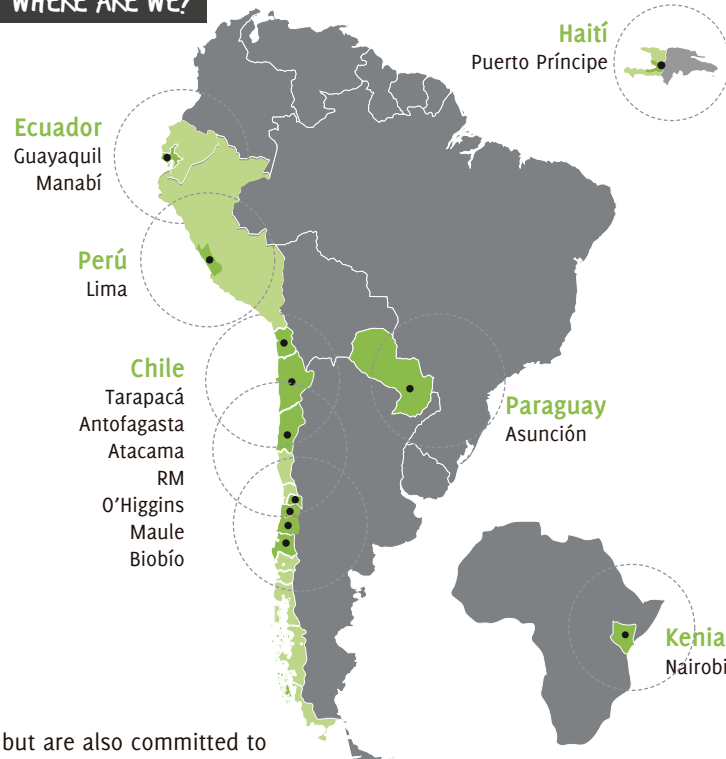 WHERE ARE WE?
Haití
Puerto Príncipe
Ecuador
Guayaquil
Manabí
Perú
Lima
Chile
Tarapacá
Antofagasta
Atacama
RM
O’Higgins
Maule
Biobío
Paraguay
Asunción
Kenia
Nairobi
but are also committed to